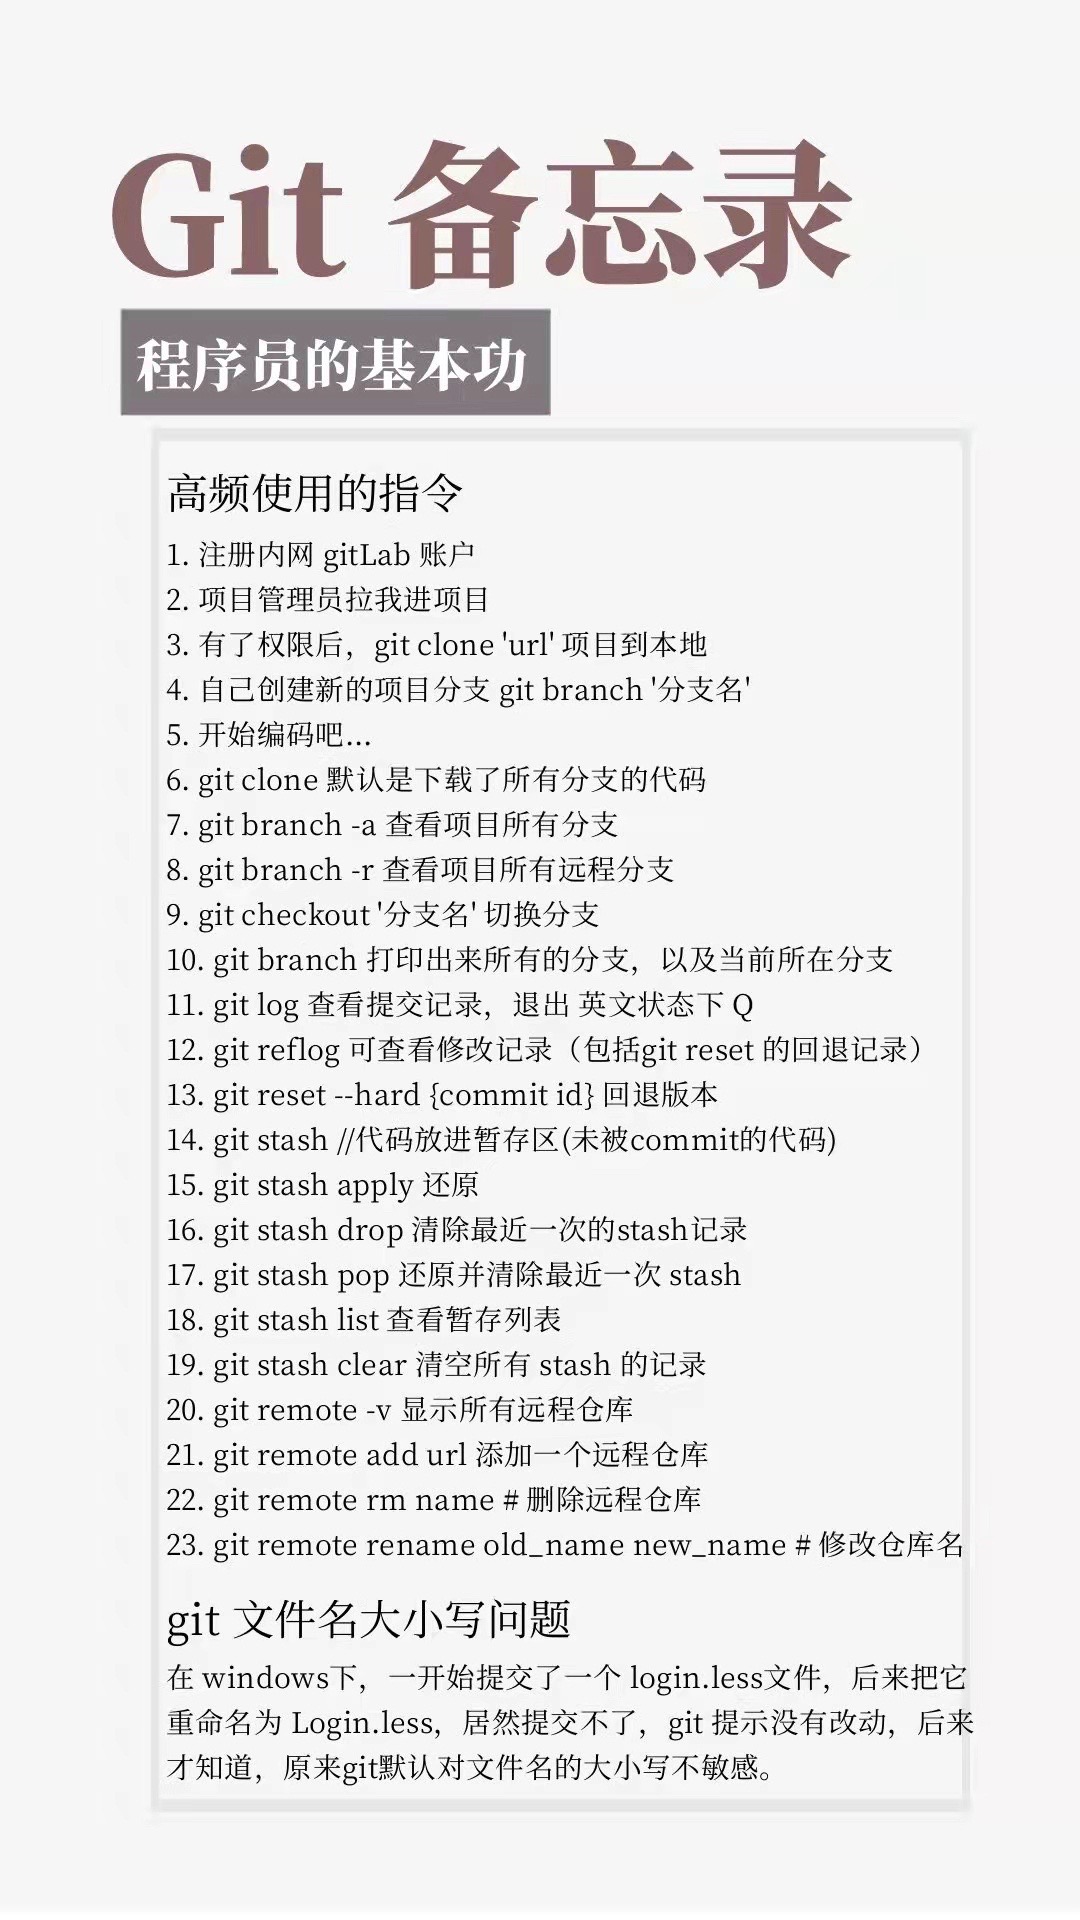 Git 备忘录
程序员的基本功
高频使用的指令
1. 注册内网 gitLab 账户
2. 项目管理员拉我进项目
3. 有了权限后，git clone 'url' 项目到本地
4. 自己创建新的项目分支 git branch '分支名'
5. 开始编码吧...
6. git clone 默认是下载了所有分支的代码
7. git branch -a 查看项目所有分支
8. git branch -r 查看项目所有远程分支
9. git checkout '分支名' 切换分支
10. git branch 打印出来所有的分支，以及当前所在分支
11. git log 查看提交记录，退出 英文状态下 Q
12. git reflog 可查看修改记录（包括git reset 的回退记录）
13. git reset --hard {commit id} 回退版本
14. git stash //代码放进暂存区(未被commit的代码)
15. git stash apply 还原
16. git stash drop 清除最近一次的stash记录
17. git stash pop 还原并清除最近一次 stash
18. git stash list 查看暂存列表
19. git stash clear 清空所有 stash 的记录
20. git remote -v 显示所有远程仓库
21. git remote add url 添加一个远程仓库
22. git remote rm name # 删除远程仓库
23. git remote rename old_name new_name # 修改仓库名
git 文件名大小写问题
在 windows下，一开始提交了一个 login.less文件，后来把它
重命名为 Login.less，居然提交不了，git 提示没有改动，后来
才知道，原来git默认对文件名的大小写不敏感。